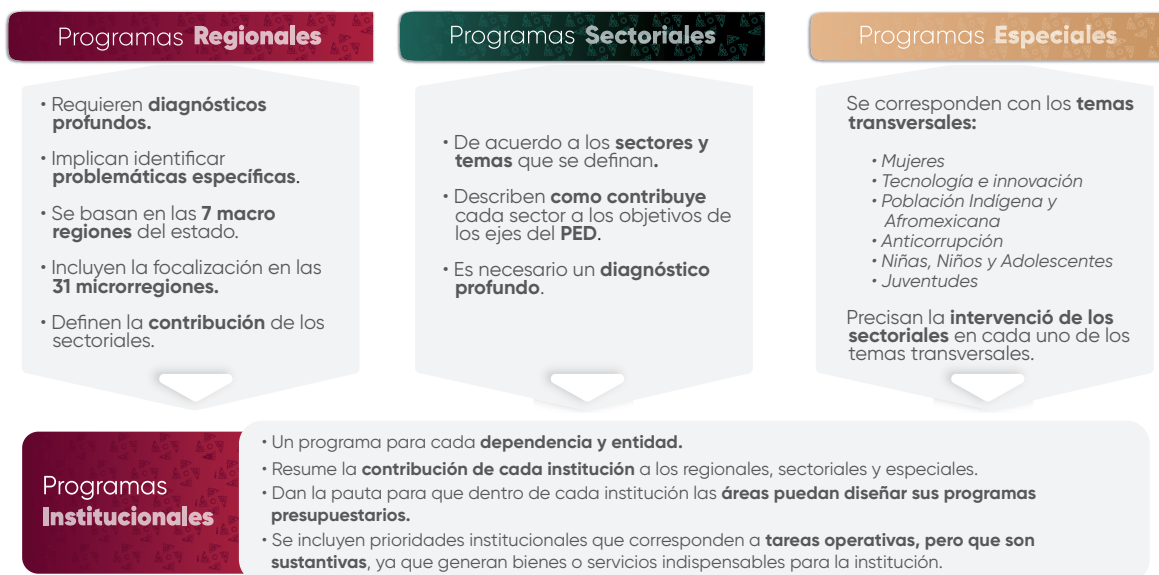 Programas Regionales
• Requieren diagnósticos
profundos.
• Implican identificar
problemáticas específicas.
• Se basan en las 7 macro
regiones del estado.
• Incluyen la focalización en las
31 microrregiones.
• Definen la contribución de los
sectoriales.
Programas Sectoriales
• De acuerdo a los sectores y
temas que se definan.
• Describen como contribuye
cada sector a los objetivos de
los ejes del PED.
• Es necesario un diagnóstico
profundo.
Programas Especiales
Se corresponden con los temas
transversales:
• Mujeres
• Tecnología e innovación
• Población Indígena y
Afromexicana
• Anticorrupción
• Niñas, Niños y Adolescentes
• Juventudes
Precisan la intervenció de los
sectoriales en cada uno de los
temas transversales.
Programas
Institucionales
• Un programa para cada dependencia y entidad.
• Resume la contribución de cada institución a los regionales, sectoriales y especiales.
• Dan la pauta para que dentro de cada institución las áreas puedan diseñar sus programas
presupuestarios.
• Se incluyen prioridades institucionales que corresponden a tareas operativas, pero que son
sustantivas, ya que generan bienes o servicios indispensables para la institución.